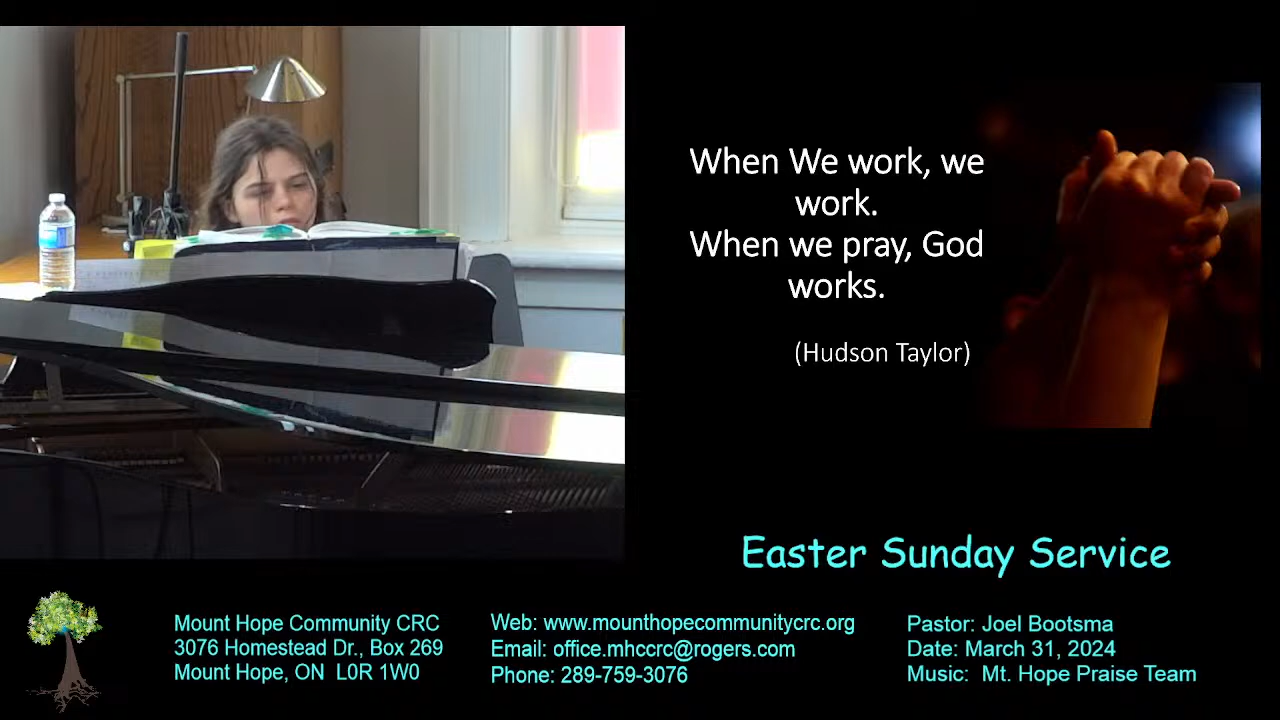 When We work, we
work.
When we pray, God
works.
(Hudson Taylor)
Easter Sunday Service
Mount Hope Community CRC
3076 Homestead Dr., Box 269
Mount Hope, ON  L0R 1W0
Web: www.mounthopecommunitycrc.org
Email: office.mhccrc@rogers.com
Phone: 289-759-3076
Pastor: Joel Bootsma
Date: March 31, 2024
Music:  Mt. Hope Praise Team